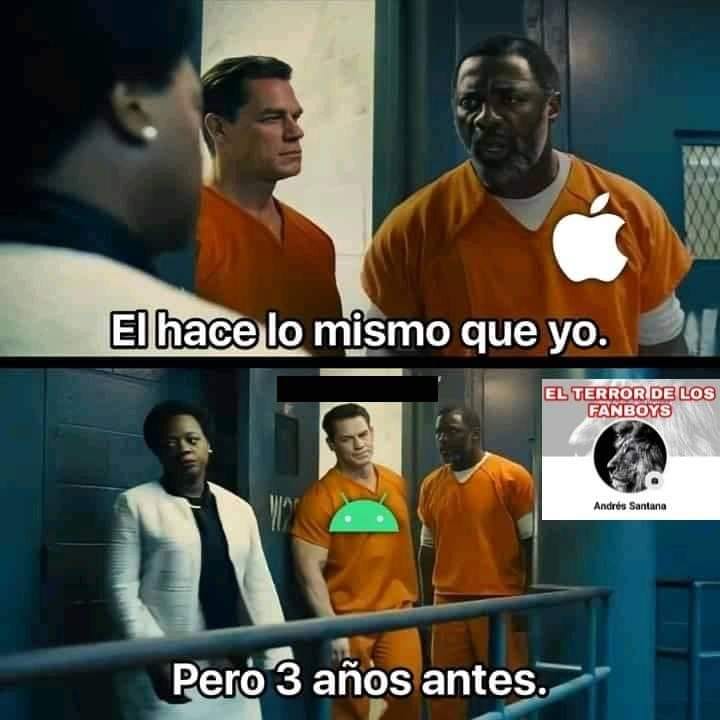 El hace lo mismo que yo.
EL TERROR DE LOS
FANBOYS
Andrés Santana
Pero 3 años antes.